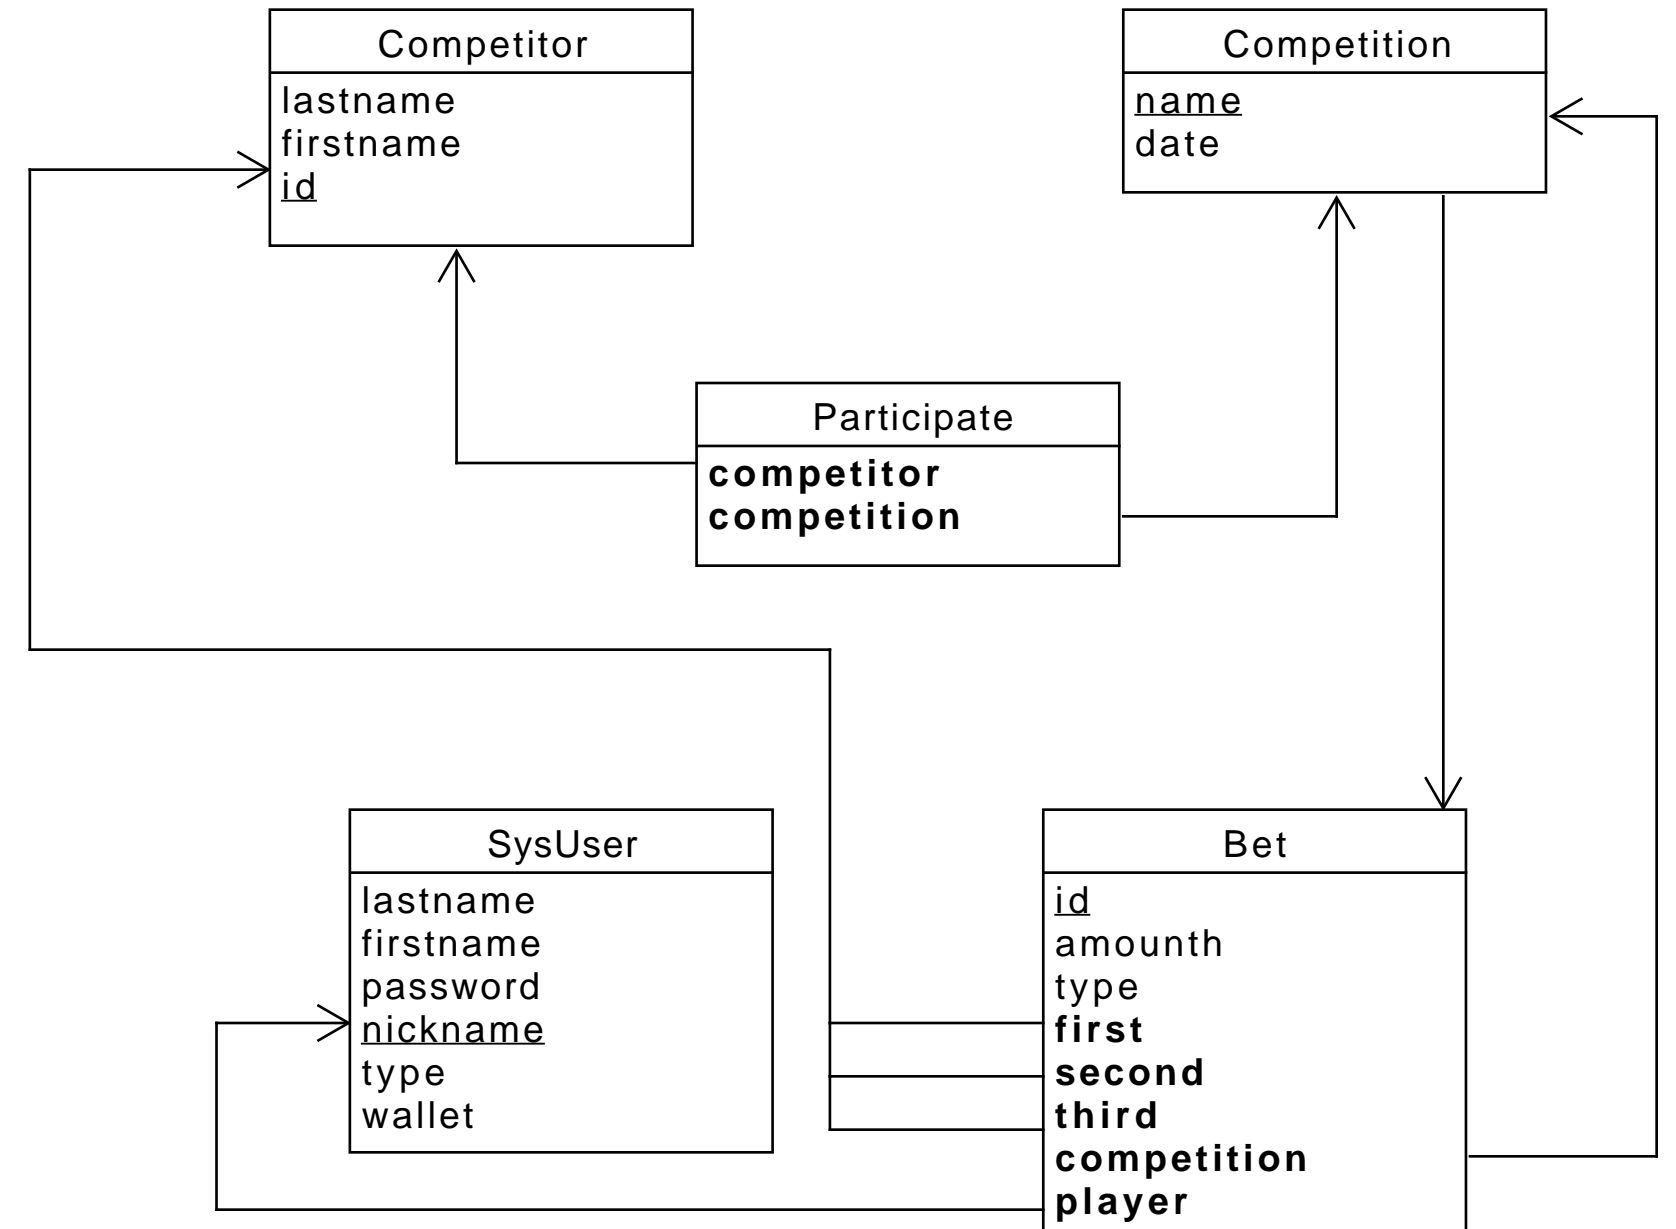 Competitor
lastname
firstname
id
Competition
name
date
Participate
competitor
competition
SysUser
lastname
firstname
password
nickname
type
wallet
Bet
id
amounth
type
first
second
third
competition
player